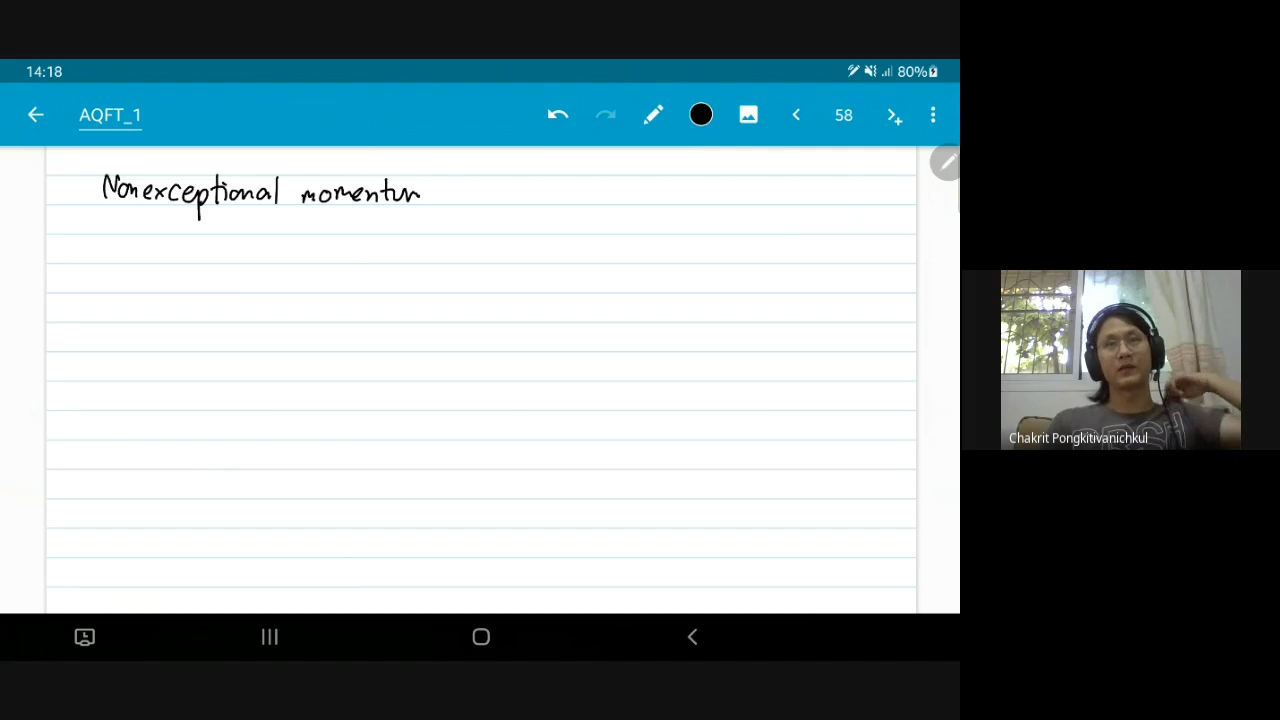 14:18
80%
AQFT_1
58
Nonexceptional momentum
Chakrit Pongkitivanichkul